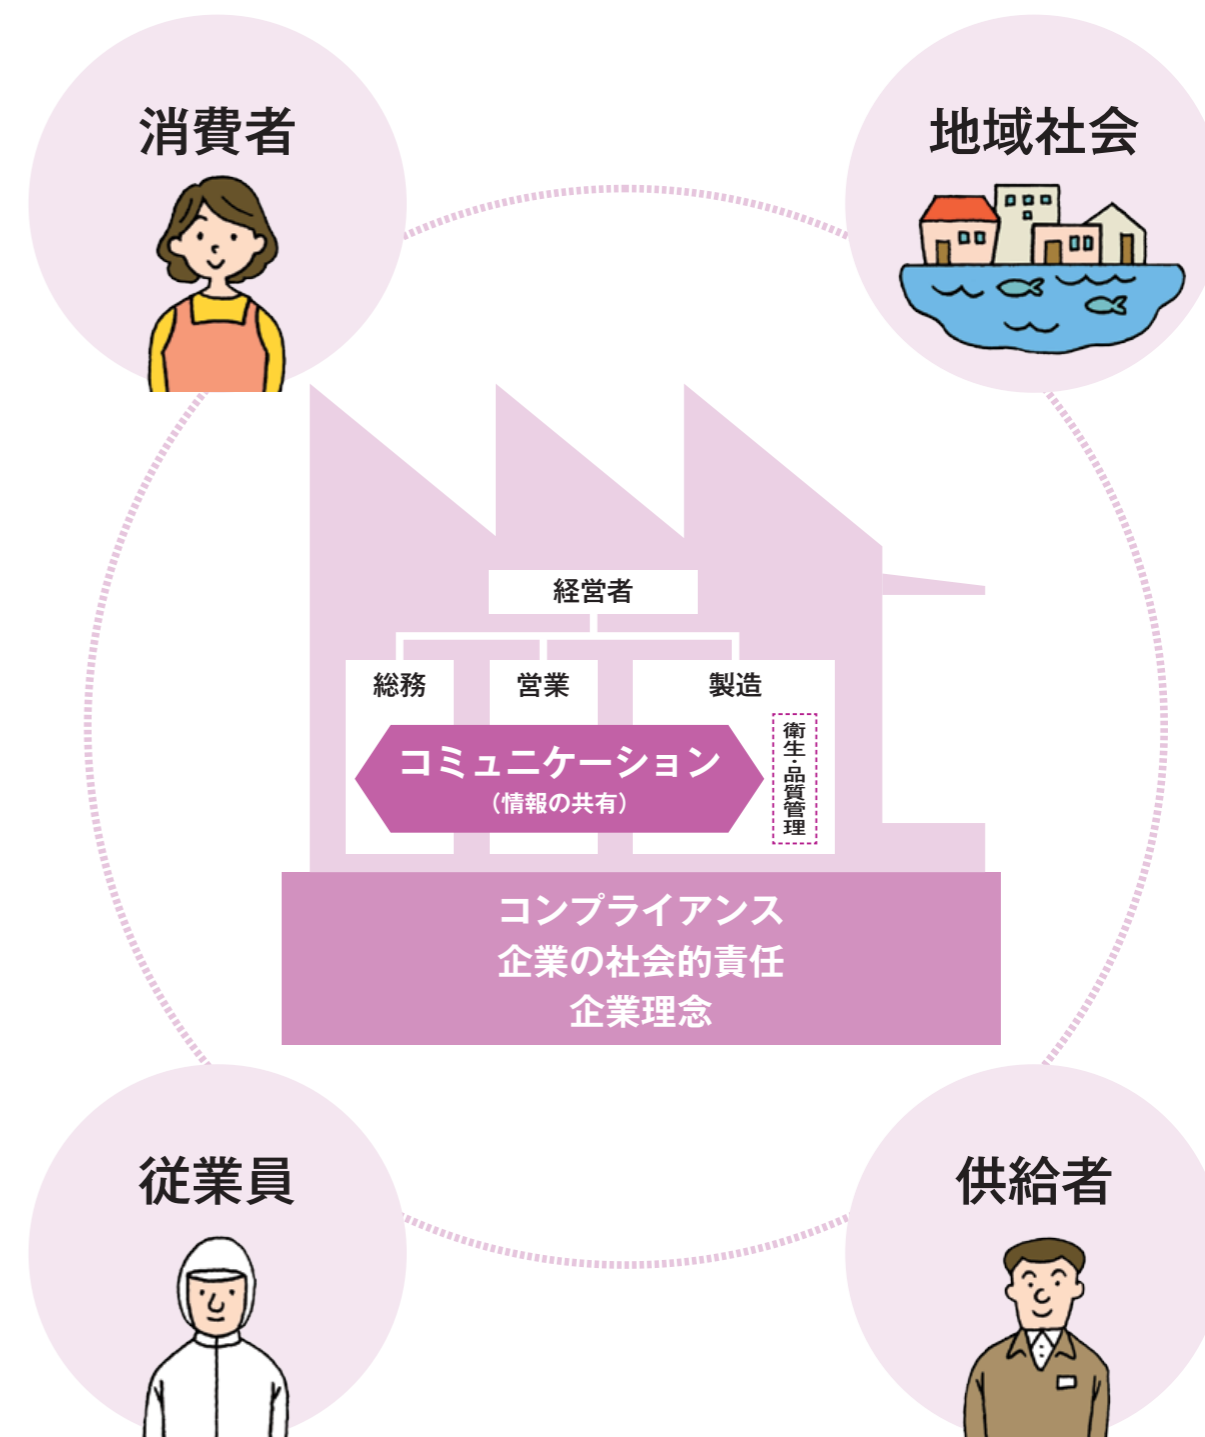 消費者
地域社会
経営者
総務
営業
製造
コミュニケーション
（情報の共有）
衛生・品質管理
コンプライアンス
企業の社会的責任
企業理念
従業員
供給者